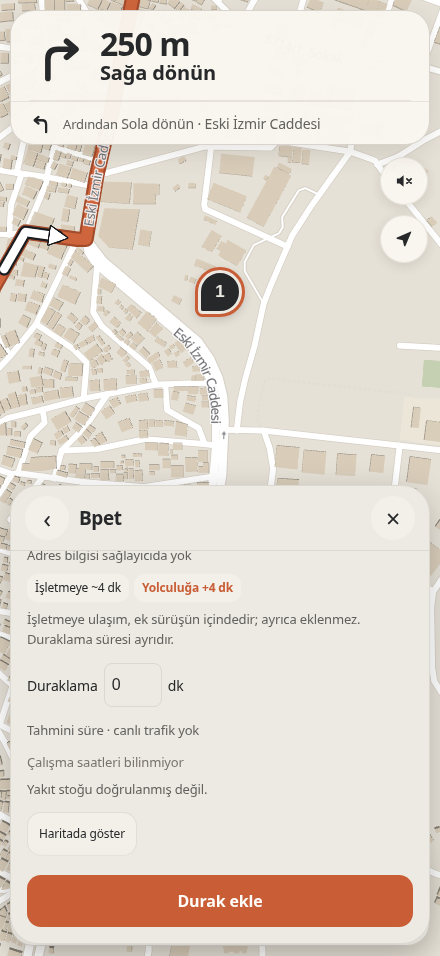 250 m
Sağa dönün
Ardından Sola dönün · Eski İzmir Caddesi
Eski İzmir Cad
1
Eski İzmir Caddesi
Bpet
Adres bilgisi sağlayıcıda yok
İşletmeye ~4 dk
Yolculuğa +4 dk
İşletmeye ulaşım, ek sürüşün içindedir; ayrıca eklenmez.
Duraklama süresi ayrıdır.
Duraklama 0 dk
Tahmini süre · canlı trafik yok
Çalışma saatleri bilinmiyor
Yakıt stoğu doğrulanmış değil.
Haritada göster
Durak ekle